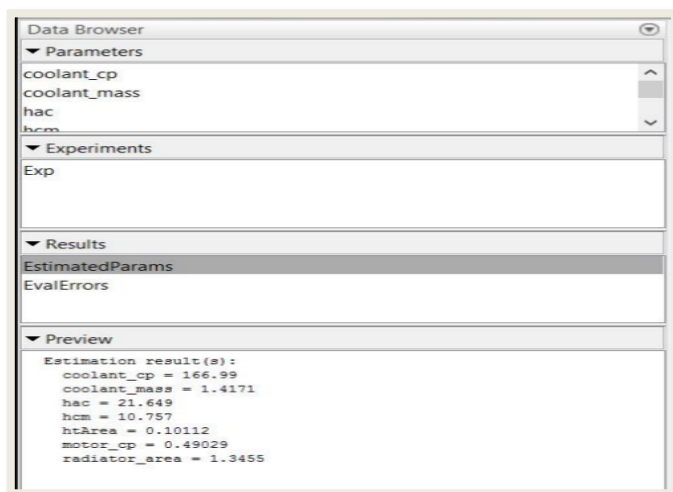 Data Browser
Parameters
coolant_cp
coolant_mass
hac
hcm
Experiments
Exp
Results
EstimatedParams
EvalErrors
Preview
Estimation result(s):
coolant_cp = 166.99
coolant_mass = 1.4171
hac = 21.649
hcm = 10.757
htArea = 0.10112
motor_cp = 0.49029
radiator_area = 1.3455